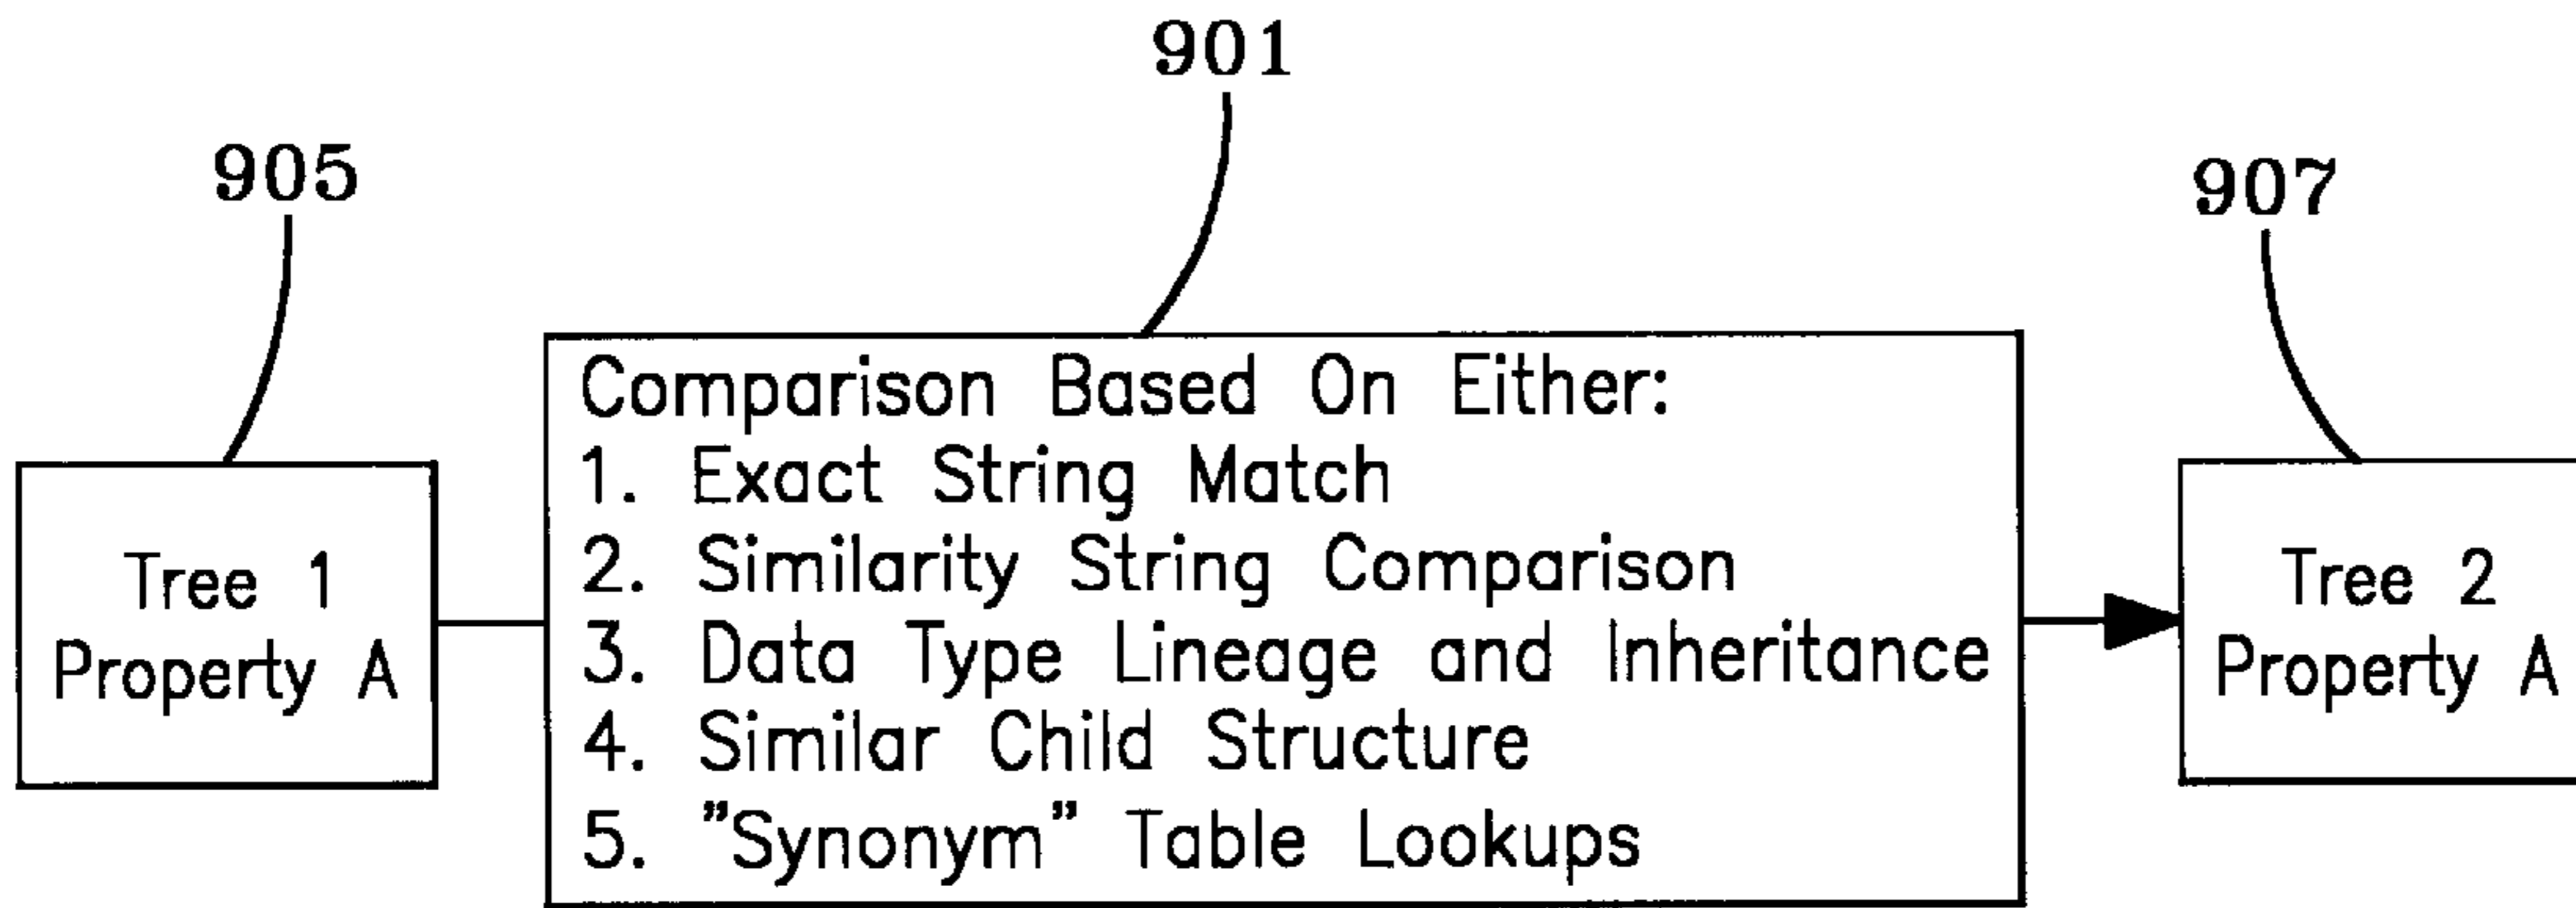 901
905
907
Tree 1
Property A
Comparison Based On Either:
1. Exact String Match
2. Similarity String Comparison
3. Data Type Lineage and Inheritance
4. Similar Child Structure
5. "Synonym" Table Lookups
Tree 2
Property A